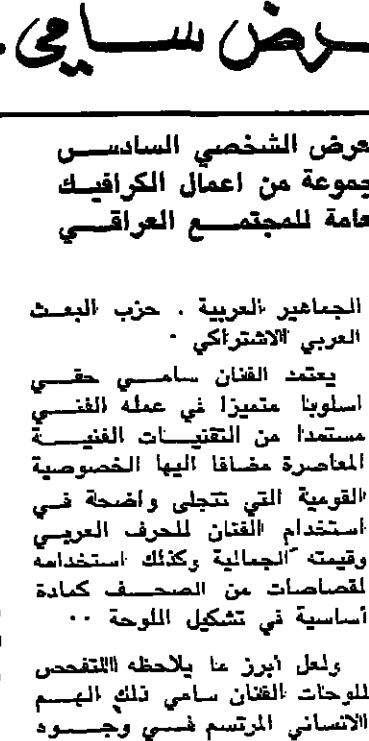 ـرض سامي
عرض الشخصي السادس
جموعة من اعمال الكرافيك
عامة للمجتمع العراقي
الجماهير العربية . حزب البعث
العربي الاشتراكي .
يعتمد الفنان سامي حقي
اسلوبا متميزا في عمله الفني
مستمدا من التقنيات الفنية
المعاصرة مضافا اليها الخصوصية
القومية التي تتجلى واضحة في
استخدام الفنان للحرف العربي
وقيمته الجمالية وكذلك استخدامه
لقصاصات من الصحف كمادة
أساسية في تشكيل اللوحة ..
ولعل أبرز ما يلاحظه المتفحص
للوحات الفنان سامي ذلك الهم
الانساني المرتسم في وجوه